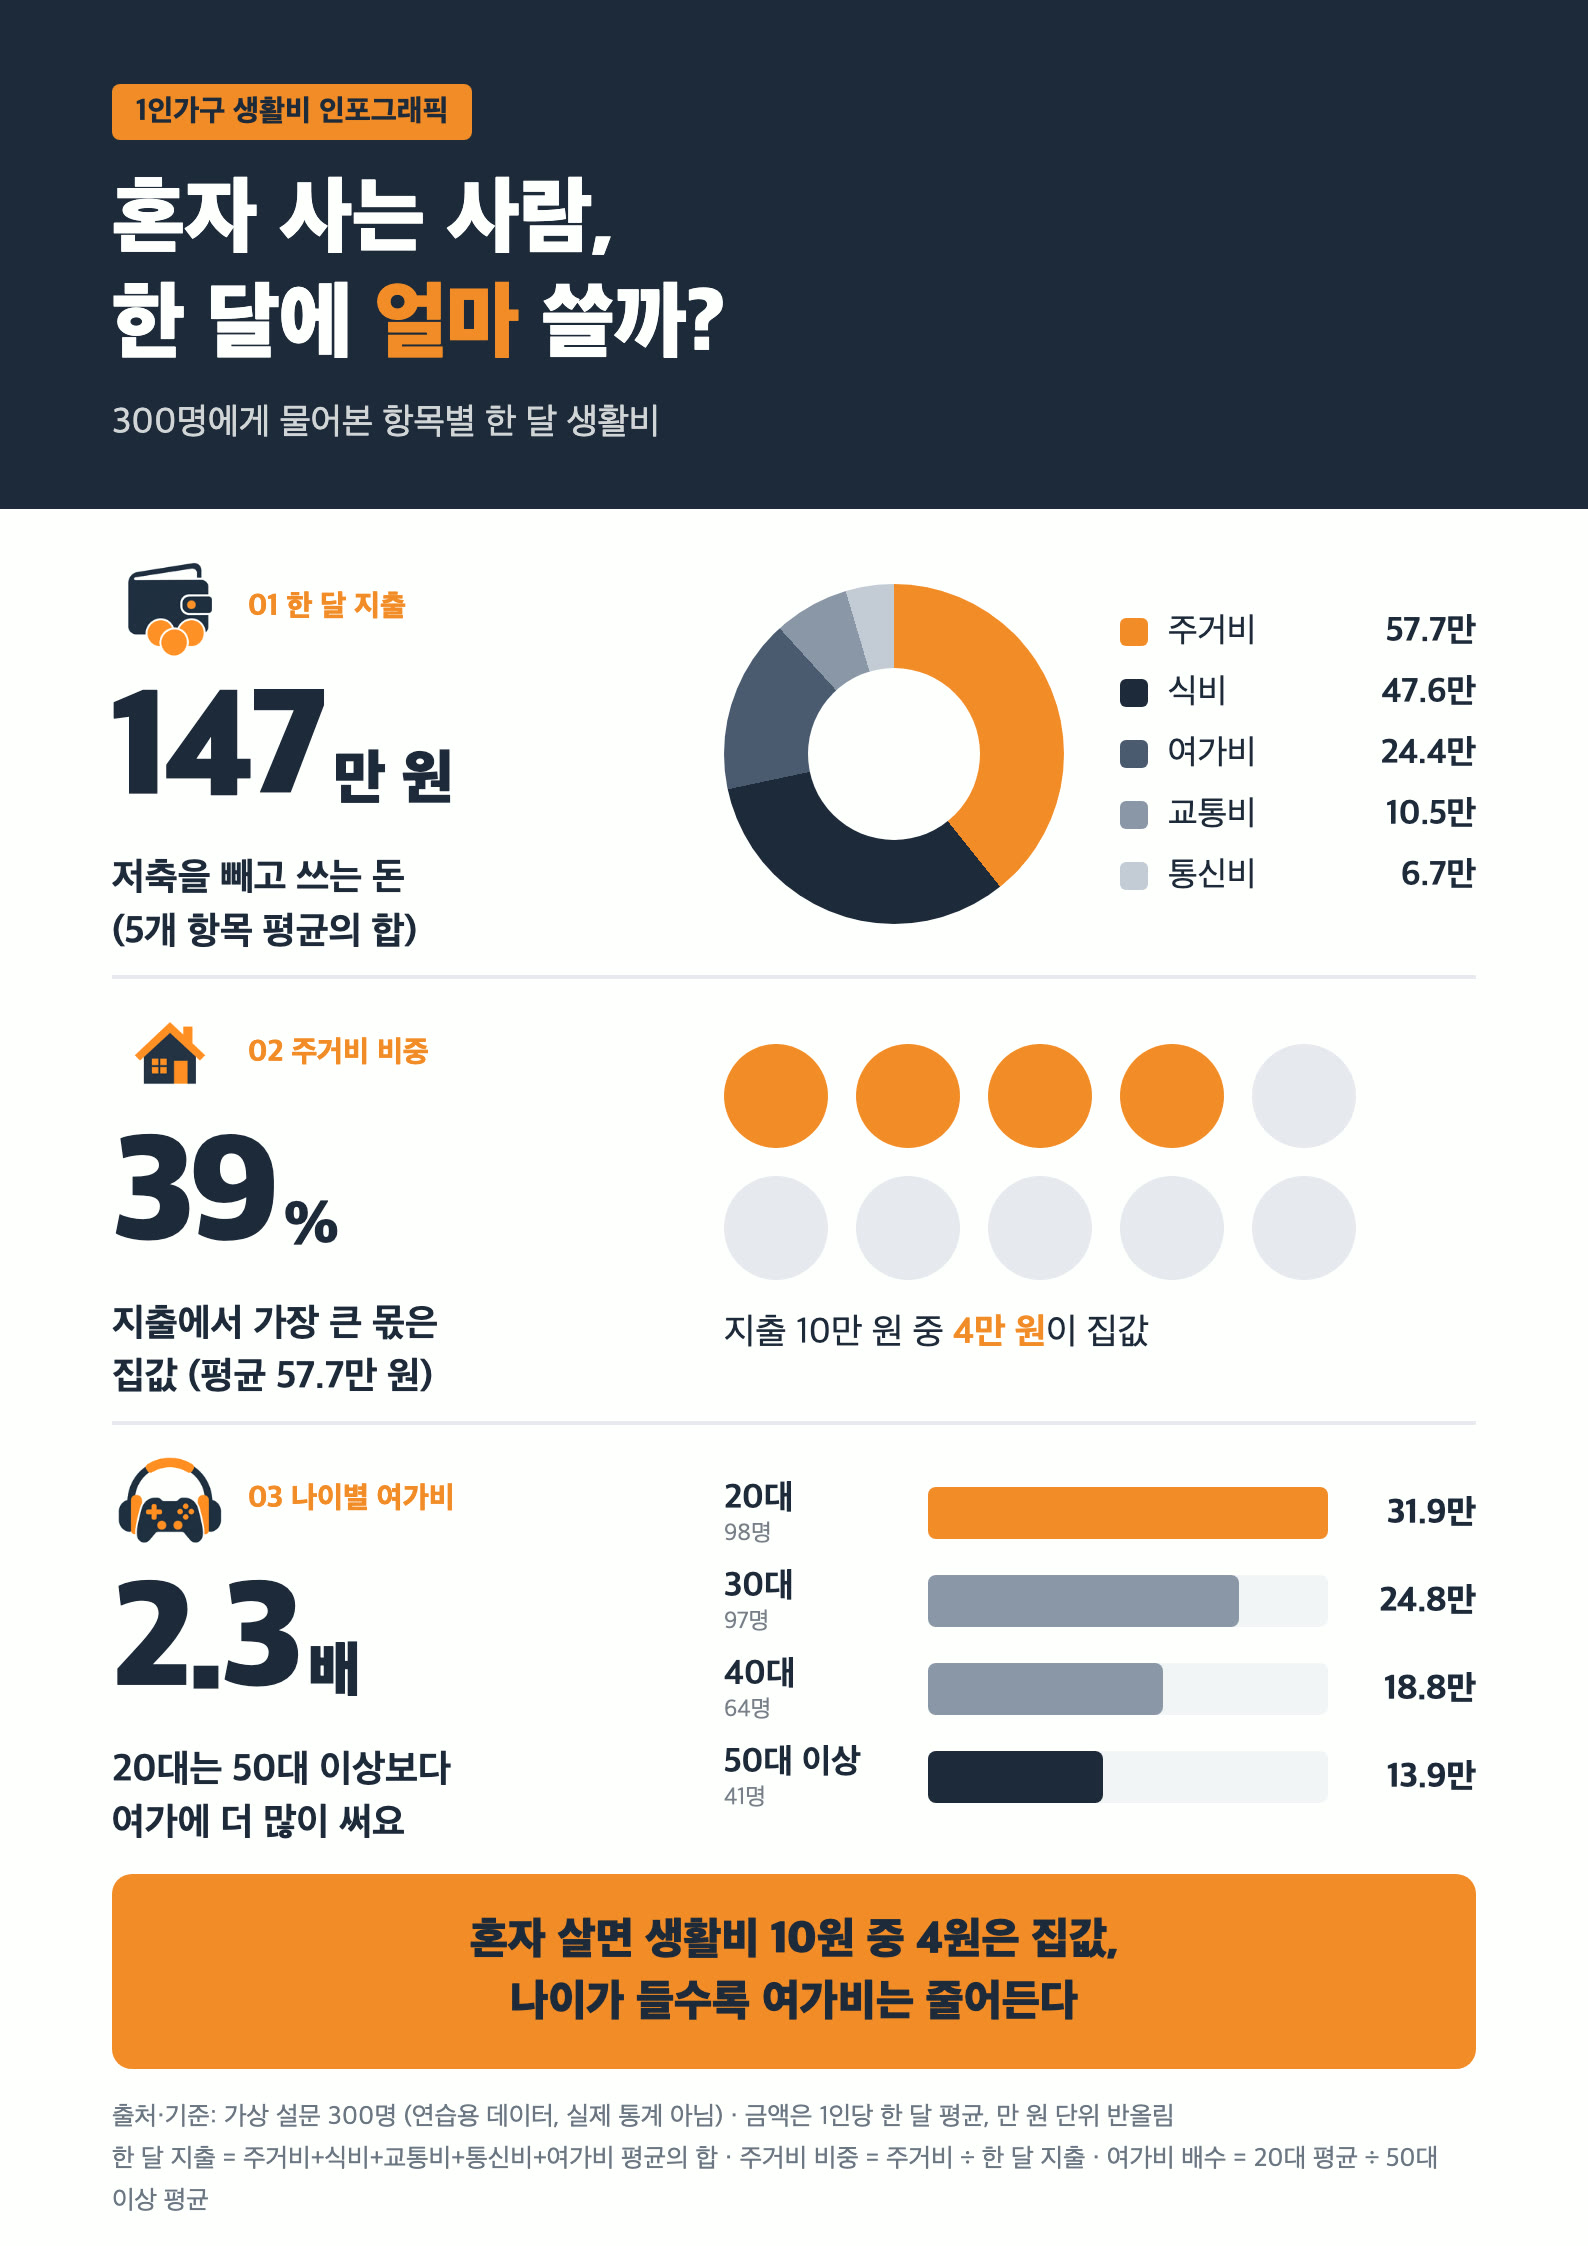 1인가구 생활비 인포그래픽
혼자 사는 사람,
한 달에 얼마 쓸까?
300명에게 물어본 항목별 한 달 생활비
01 한 달 지출
147만 원
저축을 빼고 쓰는 돈
(5개 항목 평균의 합)
주거비 57.7만
식비 47.6만
여가비 24.4만
교통비 10.5만
통신비 6.7만
02 주거비 비중
39%
지출에서 가장 큰 몫은
집값 (평균 57.7만 원)
지출 10만 원 중 4만 원이 집값
03 나이별 여가비
2.3배
20대는 50대 이상보다
여가에 더 많이 써요
20대 31.9만
98명
30대 24.8만
97명
40대 18.8만
64명
50대 이상 13.9만
41명
혼자 살면 생활비 10원 중 4원은 집값,
나이가 들수록 여가비는 줄어든다
출처·기준: 가상 설문 300명 (연습용 데이터, 실제 통계 아님) · 금액은 1인당 한 달 평균, 만 원 단위 반올림
한 달 지출 = 주거비+식비+교통비+통신비+여가비 평균의 합 · 주거비 비중 = 주거비 ÷ 한 달 지출 · 여가비 배수 = 20대 평균 ÷ 50대
이상 평균